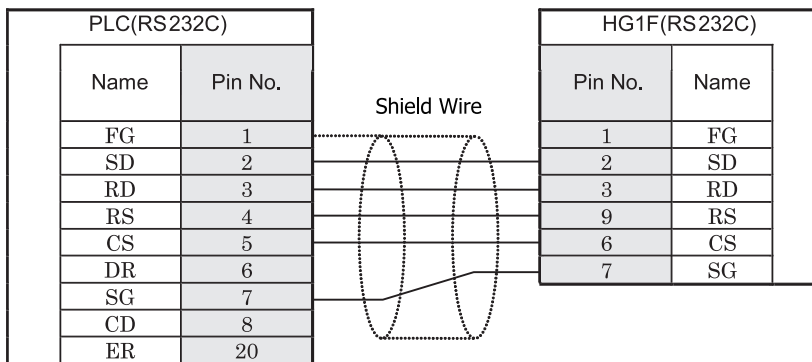 PLC(RS232C) HG1F(RS232C)
Name Pin No. Pin No. Name
Shield Wire
FG 1 1 FG
SD 2 2 SD
RD 3 3 RD
RS 4 9 RS
CS 5 6 CS
DR 6 7 SG
SG 7
CD 8
ER 20